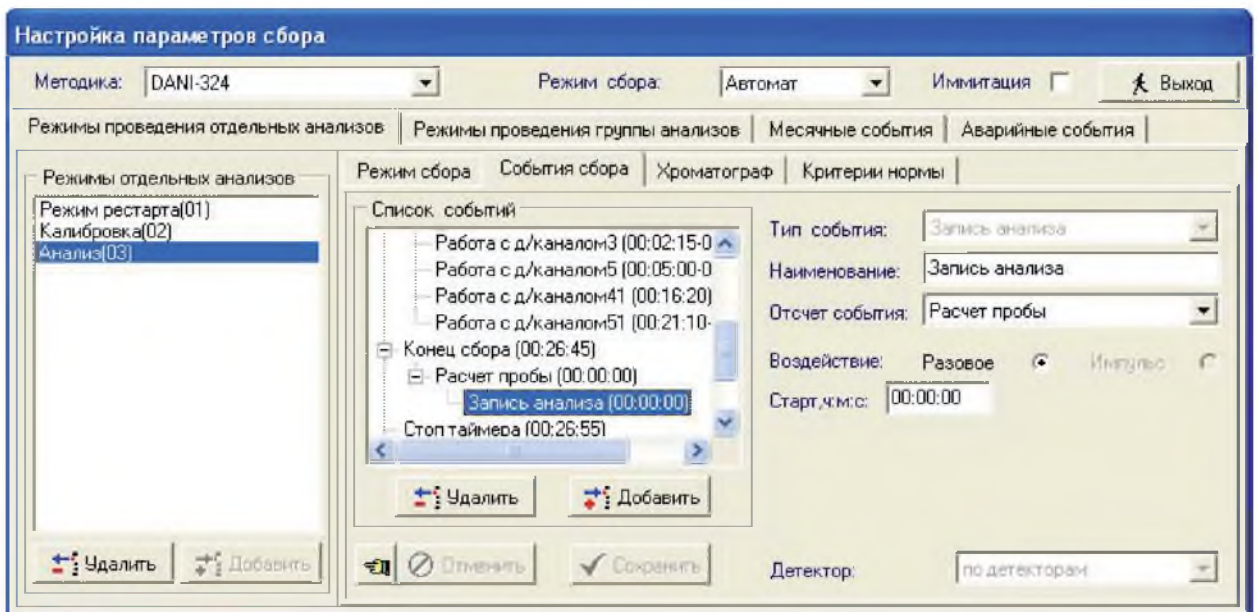 Настройка параметров сбора
Методика: DANI-324 Режим сбора: Автомат Иммитация Выход
Режимы проведения отдельных анализов Режимы проведения группы анализов Месячные события Аварийные события
Режимы отдельных анализов
Режим рестарта(01)
Калибровка(02)
Анализ(03)
Удалить Добавить
Режим сбора События сбора Хроматограф Критерии нормы
Список событий
Работа с д/каналом3 (00:02:15-0
Работа с д/каналом5 (00:05:00-0
Работа с д/каналом41 (00:16:20)
Работа с д/каналом51 (00:21:10-
Конец сбора (00:26:45)
Расчет пробы (00:00:00)
Запись анализа (00:00:00)
Стоп таймера (00:26:55)
Удалить Добавить
Отменить Сохранить
Тип события: Запись анализа
Наименование: Запись анализа
Отсчет события: Расчет пробы
Воздействие: Разовое Импульс
Старт,ч:м:с: 00:00:00
Детектор: по детекторам